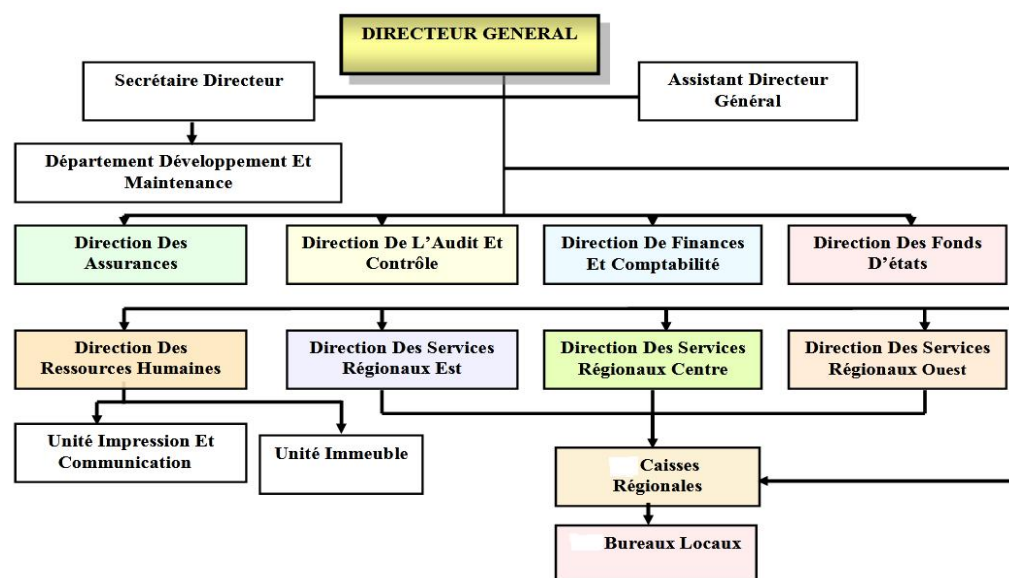 DIRECTEUR GENERAL
Secrétaire Directeur
Assistant Directeur
Général
Département Développement Et
Maintenance
Direction Des
Assurances
Direction De L’Audit Et
Contrôle
Direction De Finances
Et Comptabilité
Direction Des Fonds
D’états
Direction Des
Ressources Humaines
Direction Des Services
Régionaux Est
Direction Des Services
Régionaux Centre
Direction Des Services
Régionaux Ouest
Unité Impression Et
Communication
Unité Immeuble
Caisses
Régionales
Bureaux Locaux